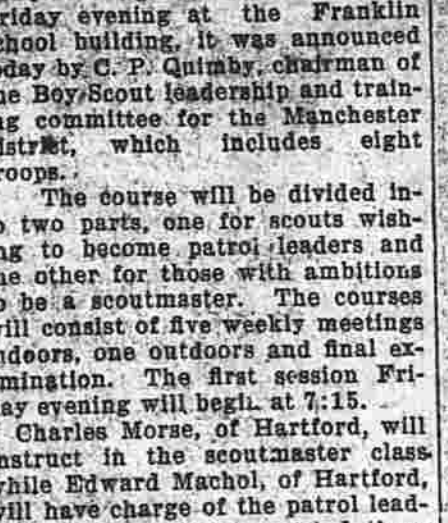 riday evening at the Franklin
chool building, it was announced
oday by C. P. Quimby, chairman of
he Boy Scout leadership and train-
ng committee for the Manchester
istrict, which includes eight
roops.
The course will be divided in-
o two parts, one for scouts wish-
ng to become patrol leaders and
he other for those with ambitions
o be a scoutmaster. The courses
vill consist of five weekly meetings
ndoors, one outdoors and final ex-
mination. The first session Fri-
ay evening will begin at 7:15.
Charles Morse, of Hartford, will
nstruct in the scoutmaster class
while Edward Machol, of Hartford,
vill have charge of the patrol lead-